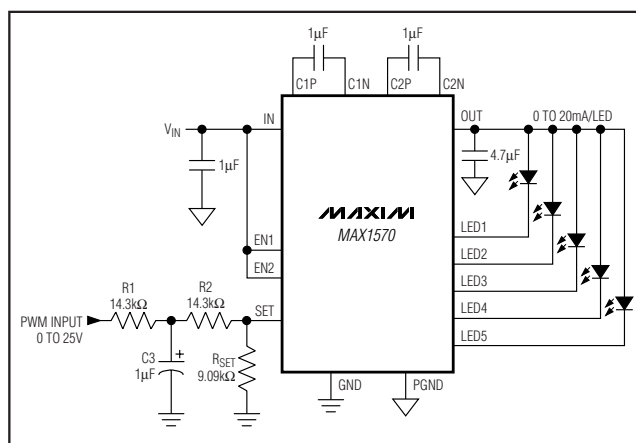 1μF
1μF
C1P
C1N
C2P
C2N
VIN
IN
OUT
0 TO 20mA/LED
1μF
4.7μF
MAXIM
MAX1570
LED1
EN1
LED2
EN2
LED3
R1
14.3kΩ
R2
14.3kΩ
SET
LED4
PWM INPUT
0 TO 25V
LED5
C3
1μF
+
RSET
9.09kΩ
GND
PGND